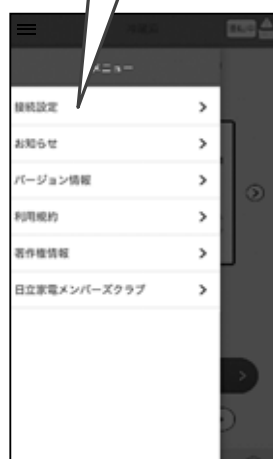 メニュー
接続設定
お知らせ
バージョン情報
利用規約
著作権情報
日立家電メンバーズクラブ